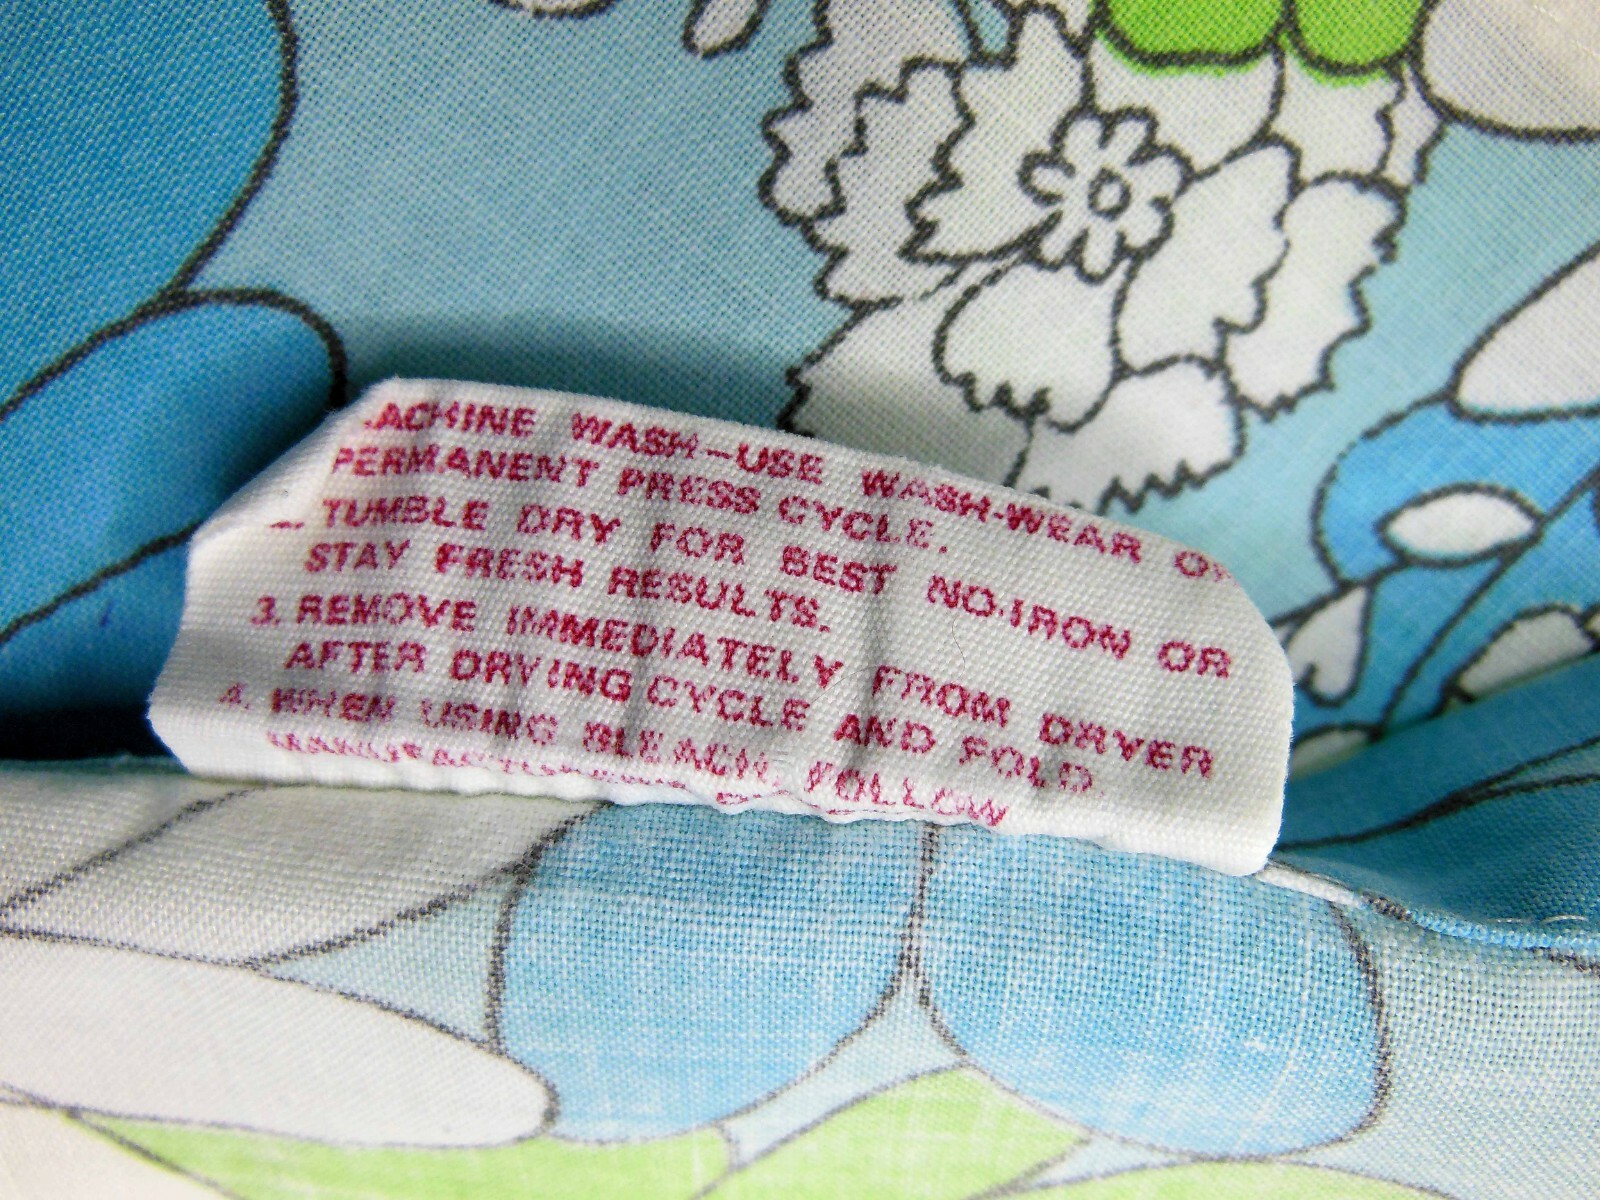 ACHINE WASH-USE WASH-WEAR OR
PERMANENT PRESS CYCLE.
TUMBLE DRY FOR BEST NO-IRON OR
STAY FRESH RESULTS.
3. REMOVE IMMEDIATELY FROM DRYER
AFTER DRYING CYCLE AND FOLD
4. WHEN USING BLEACH, FOLLOW